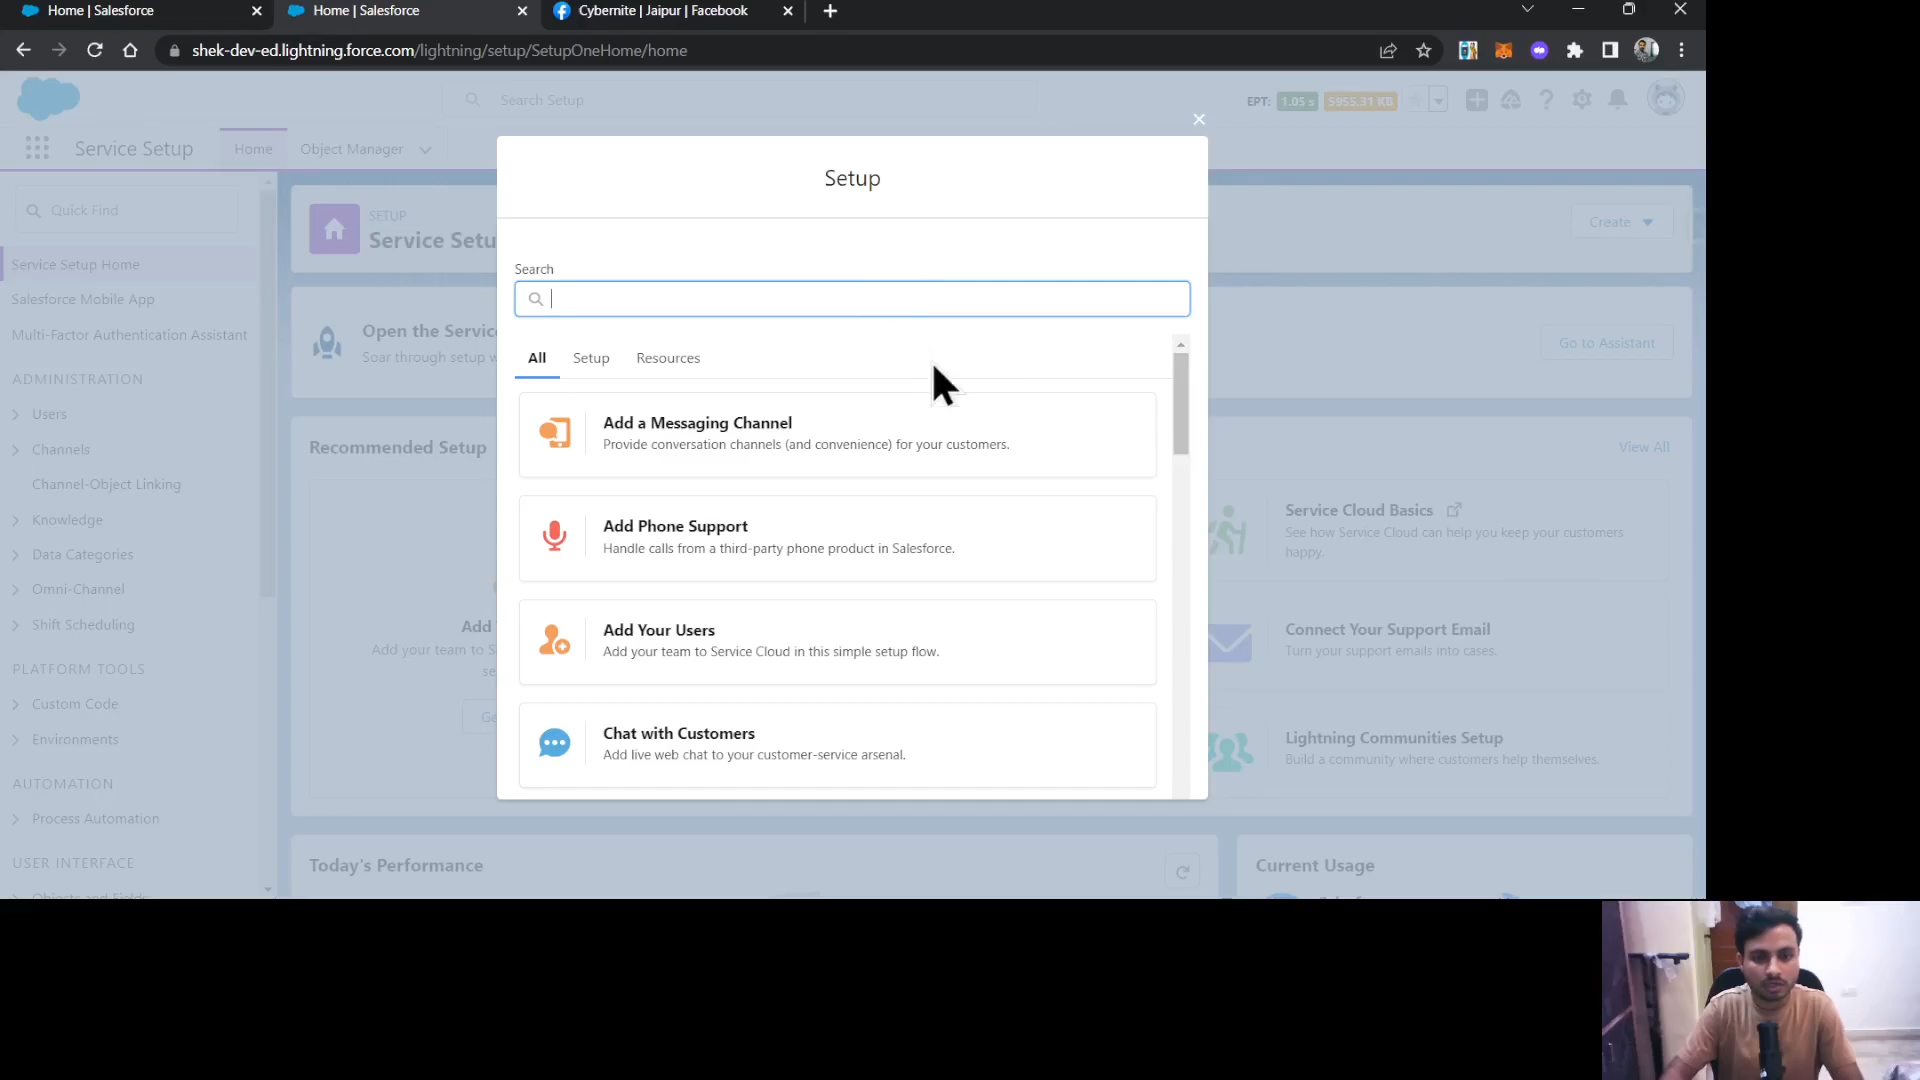 Home | Salesforce
Home | Salesforce
Cybernite | Jaipur | Facebook
shek-dev-ed.lightning.force.com/lightning/setup/SetupOneHome/home
Search Setup
EPT: 1.05 s 5955.31 KB
Service Setup
Home
Object Manager
Quick Find
Service Setup Home
Salesforce Mobile App
Multi-Factor Authentication Assistant
ADMINISTRATION
Users
Channels
Channel-Object Linking
Knowledge
Data Categories
Omni-Channel
Shift Scheduling
PLATFORM TOOLS
Custom Code
Environments
AUTOMATION
Process Automation
USER INTERFACE
Objects and Fields
SETUP
Service Setu
Create
Open the Servic
Soar through setup w
Go to Assistant
Recommended Setup
View All
Add
Add your team to S
se
Ge
Setup
Search
All
Setup
Resources
Add a Messaging Channel
Provide conversation channels (and convenience) for your customers.
Add Phone Support
Handle calls from a third-party phone product in Salesforce.
Add Your Users
Add your team to Service Cloud in this simple setup flow.
Chat with Customers
Add live web chat to your customer-service arsenal.
Service Cloud Basics
See how Service Cloud can help you keep your customers
happy.
Connect Your Support Email
Turn your support emails into cases.
Lightning Communities Setup
Build a community where customers help themselves.
Today's Performance
Current Usage